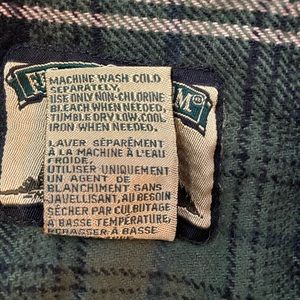 MACHINE WASH COLD
SEPARATELY,
USE ONLY NON-CHLORINE
BLEACH WHEN NEEDED,
TUMBLE DRY LOW, COOL
IRON WHEN NEEDED.
LAVER SÉPARÉMENT
À LA MACHINE À L'EAU
FROIDE,
UTILISER UNIQUEMENT
UN AGENT DE
BLANCHIMENT SANS
JAVELLISANT, AU BESOIN
SÉCHER PAR CULBUTAGE
À BASSE TEMPÉRATURE,
À BASSE